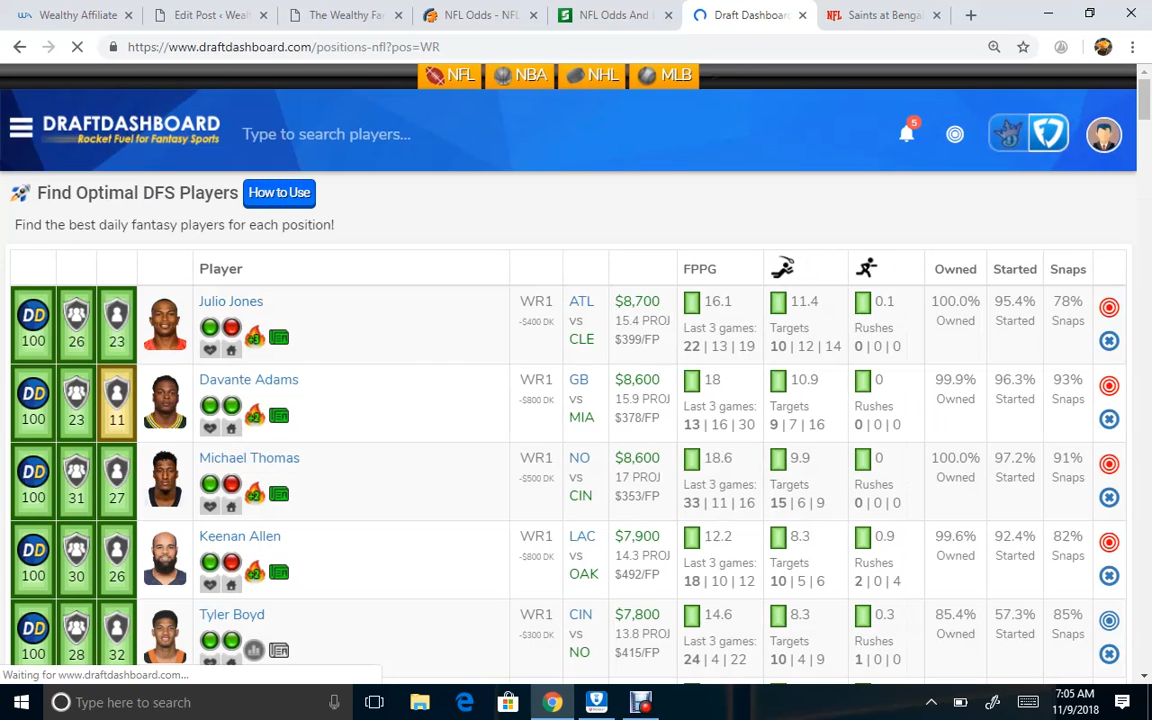 Wealthy Affiliate
Edit Post ‹ Weal
The Wealthy Fa
NFL Odds - NFL
NFL Odds And
Draft Dashboard
Saints at Benga
https://www.draftdashboard.com/positions-nfl?pos=WR
NFL NBA NHL MLB
DRAFTDASHBOARD
Rocket Fuel for Fantasy Sports
Type to search players...
5
Find Optimal DFS Players How to Use
Find the best daily fantasy players for each position!
Player FPPG Owned Started Snaps
DD 100 26 23
Julio Jones
WR1 -$400 DK
ATL vs CLE
$8,700 15.4 PROJ $399/FP
16.1 Last 3 games: 22 | 13 | 19
11.4 Targets 10 | 12 | 14
0.1 Rushes 0 | 0 | 0
100.0% Owned 95.4% Started 78% Snaps
DD 100 23 11
Davante Adams
WR1 -$800 DK
GB vs MIA
$8,600 15.9 PROJ $378/FP
18 Last 3 games: 13 | 16 | 30
10.9 Targets 9 | 7 | 16
0 Rushes 0 | 0 | 0
99.9% Owned 96.3% Started 93% Snaps
DD 100 31 27
Michael Thomas
WR1 -$500 DK
NO vs CIN
$8,600 17 PROJ $353/FP
18.6 Last 3 games: 33 | 11 | 16
9.9 Targets 15 | 6 | 9
0 Rushes 0 | 0 | 0
100.0% Owned 97.2% Started 91% Snaps
DD 100 30 26
Keenan Allen
WR1 -$800 DK
LAC vs OAK
$7,900 14.3 PROJ $492/FP
12.2 Last 3 games: 18 | 10 | 12
8.3 Targets 10 | 5 | 6
0.9 Rushes 2 | 0 | 4
99.6% Owned 92.4% Started 82% Snaps
DD 100 28 32
Tyler Boyd
WR1 -$300 DK
CIN vs NO
$7,800 13.8 PROJ $415/FP
14.6 Last 3 games: 24 | 4 | 22
8.3 Targets 10 | 4 | 9
0.3 Rushes 1 | 0 | 0
85.4% Owned 57.3% Started 85% Snaps
Waiting for www.draftdashboard.com...
Type here to search
7:05 AM
11/9/2018